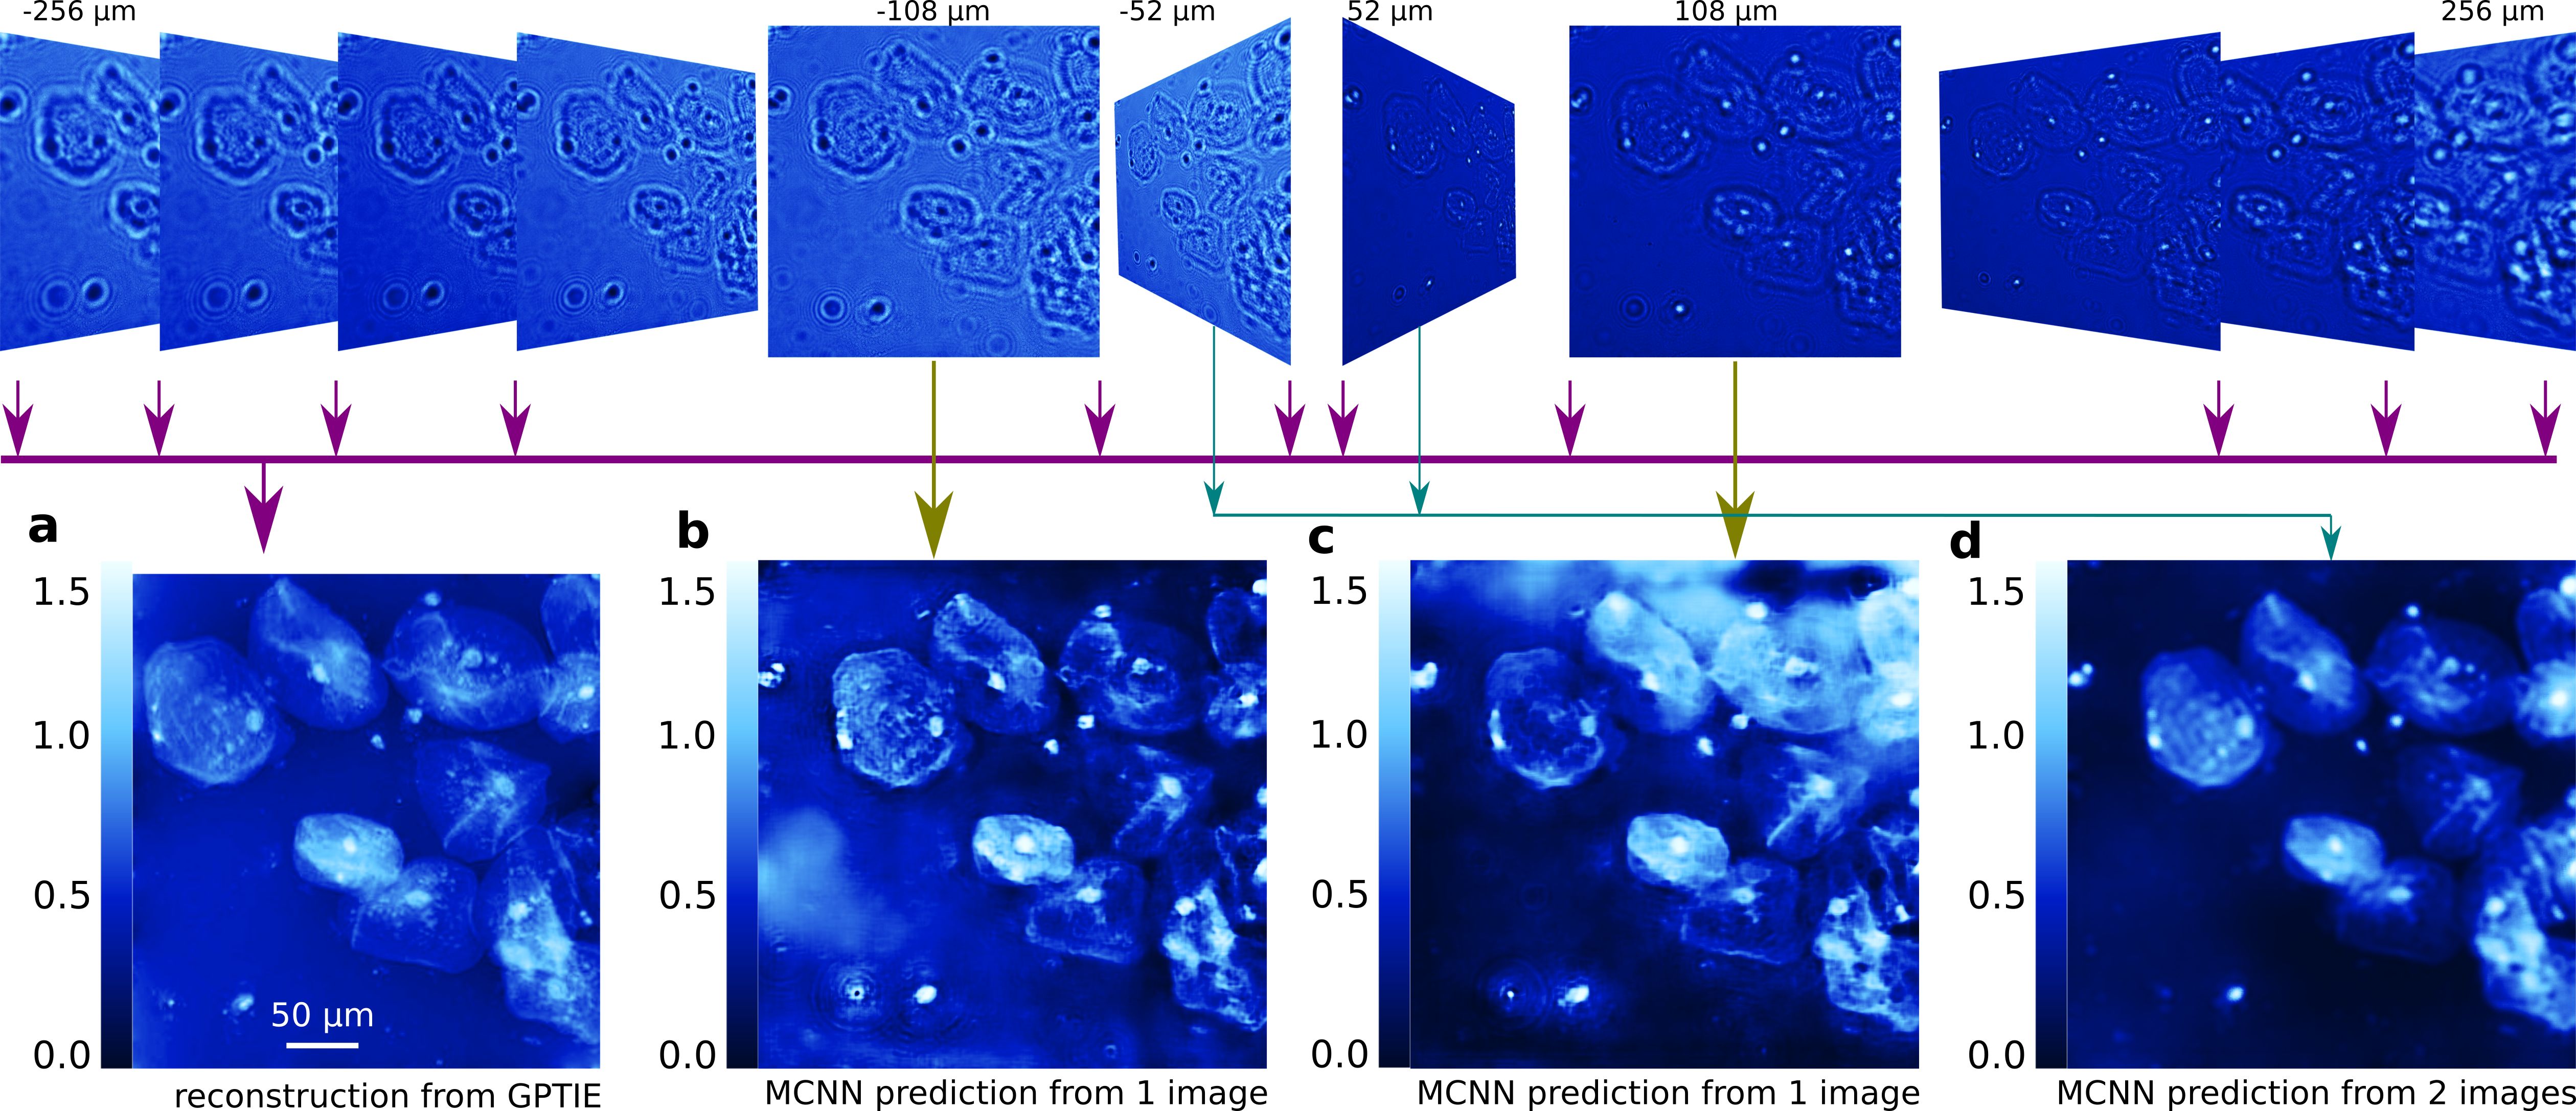 -256 µm
-108 µm
-52 µm
52 µm
108 µm
256 µm
a
b
c
d
1.5
1.0
0.5
0.0
50 µm
reconstruction from GPTIE
1.5
1.0
0.5
0.0
MCNN prediction from 1 image
1.5
1.0
0.5
0.0
MCNN prediction from 1 image
1.5
1.0
0.5
0.0
MCNN prediction from 2 images